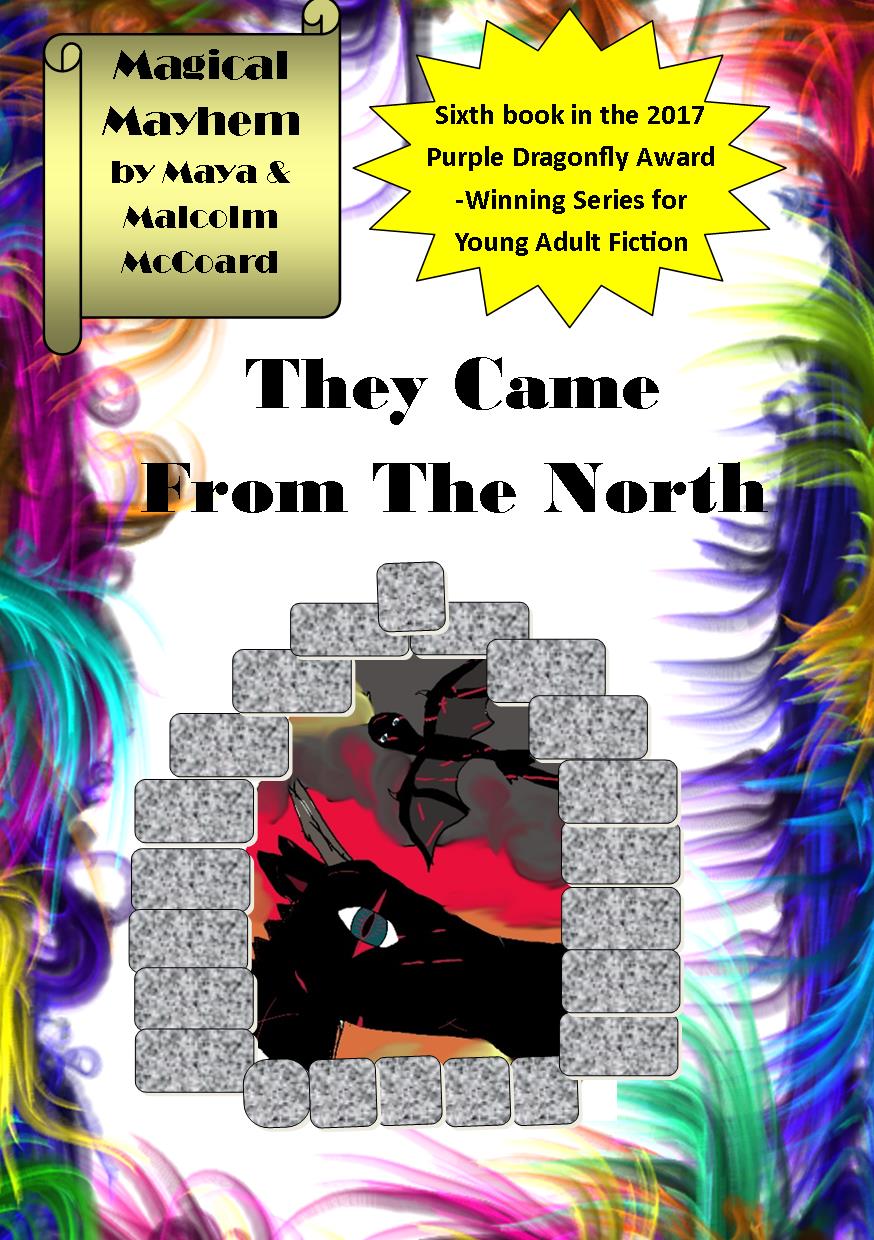 Magical
Mayhem
by Maya &
Malcolm
McCoard
Sixth book in the 2017
Purple Dragonfly Award
-Winning Series for
Young Adult Fiction
They Came
From The North